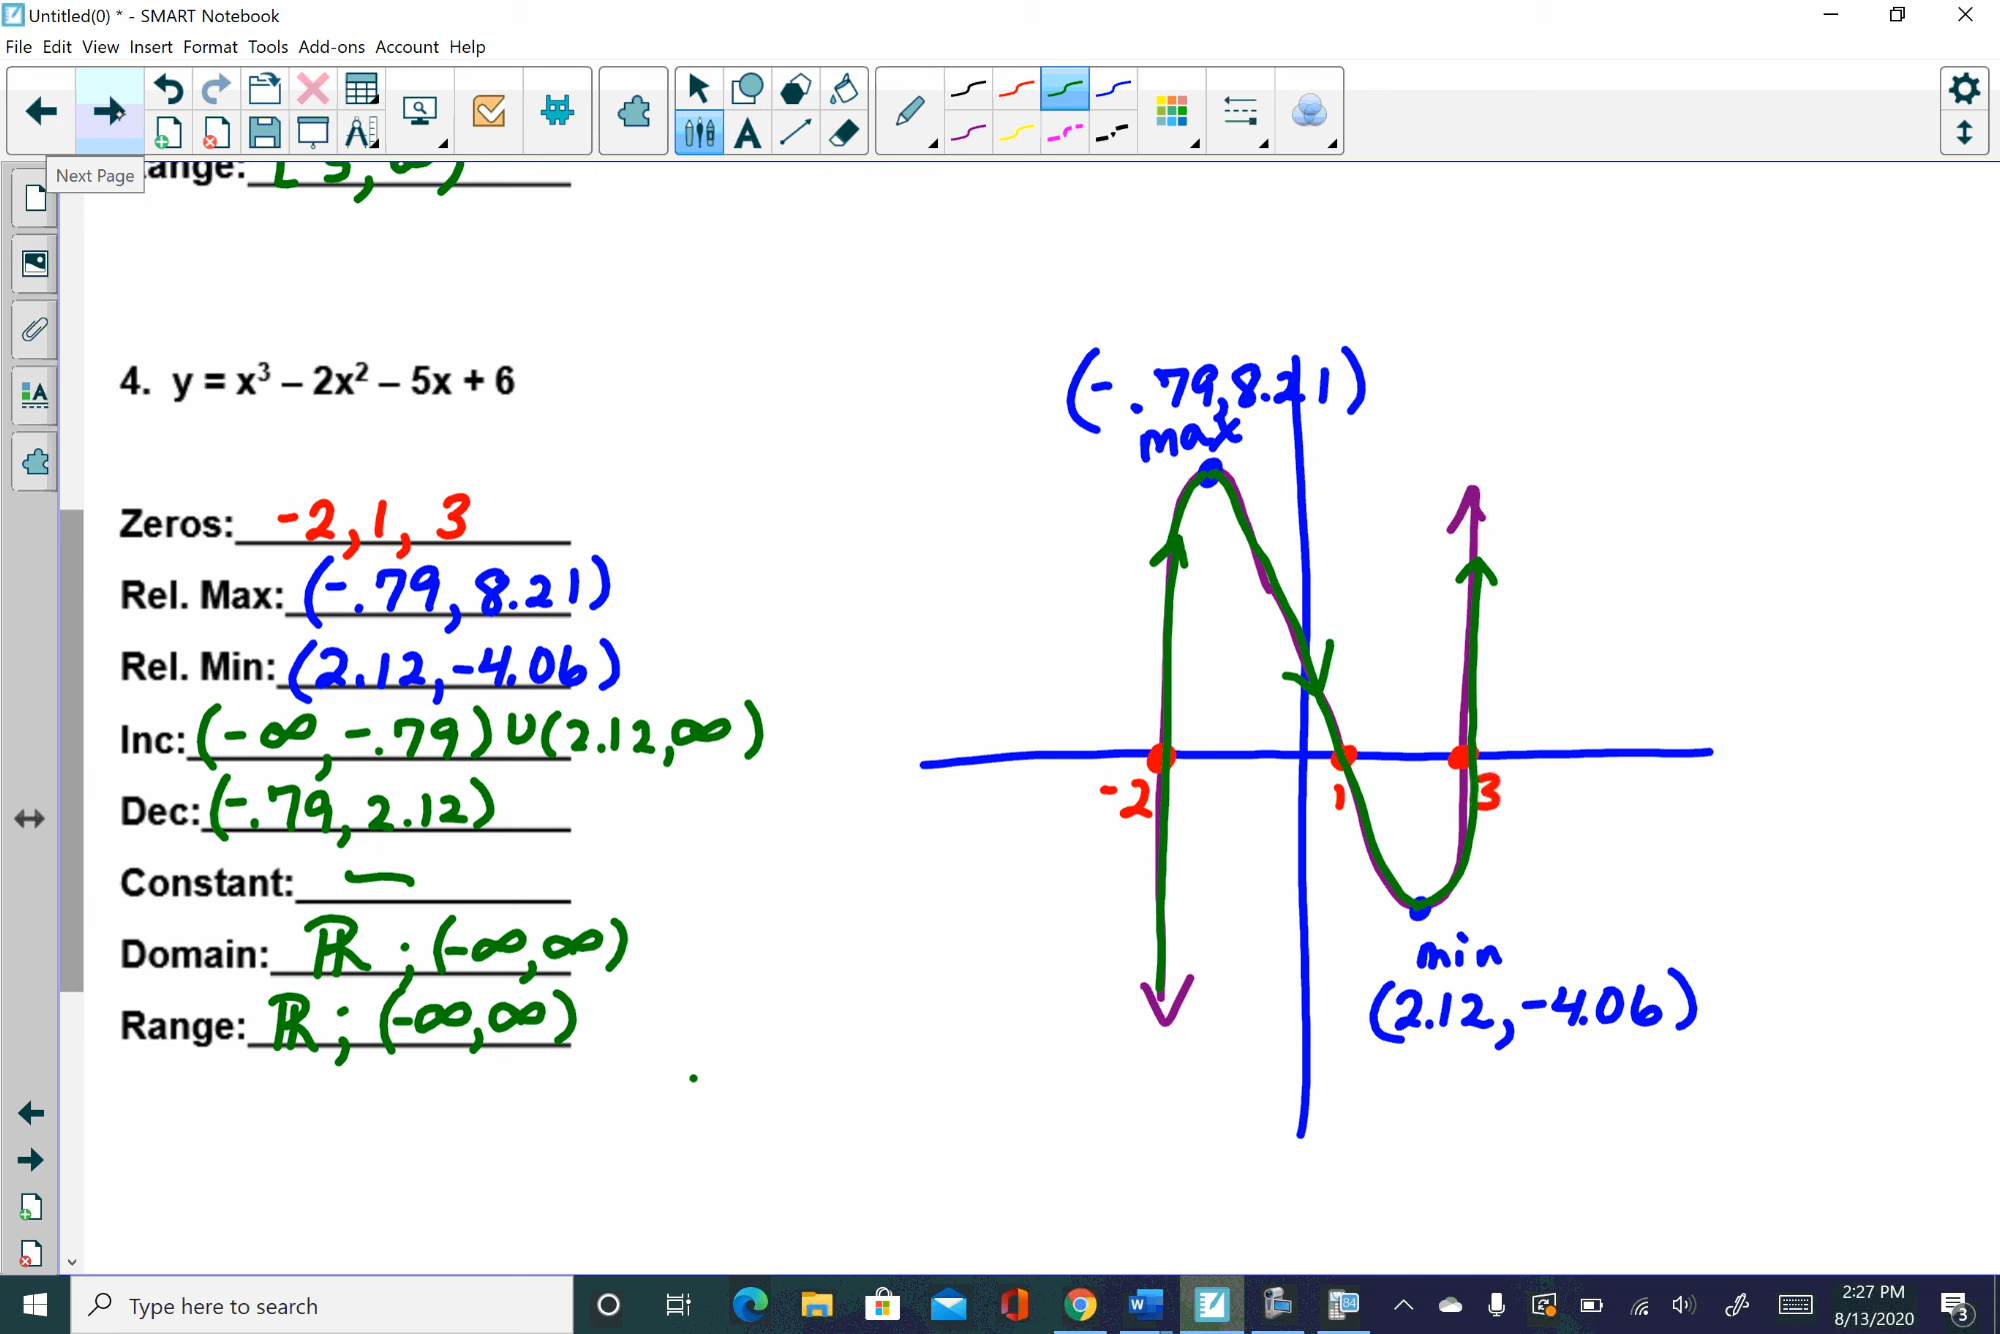 Untitled(0) * - SMART Notebook
File Edit View Insert Format Tools Add-ons Account Help
Next Page
ange:
4. y = x³ – 2x² – 5x + 6
Zeros: -2, 1, 3
Rel. Max: (-.79, 8.21)
Rel. Min: (2.12, -4.06)
Inc: (-∞, -.79) U (2.12, ∞)
Dec: (-.79, 2.12)
Constant: —
Domain: ℝ ; (-∞, ∞)
Range: ℝ ; (-∞, ∞)
(-.79, 8.21)
max
-2 1 3
min
(2.12, -4.06)
Type here to search
84
2:27 PM
8/13/2020
3